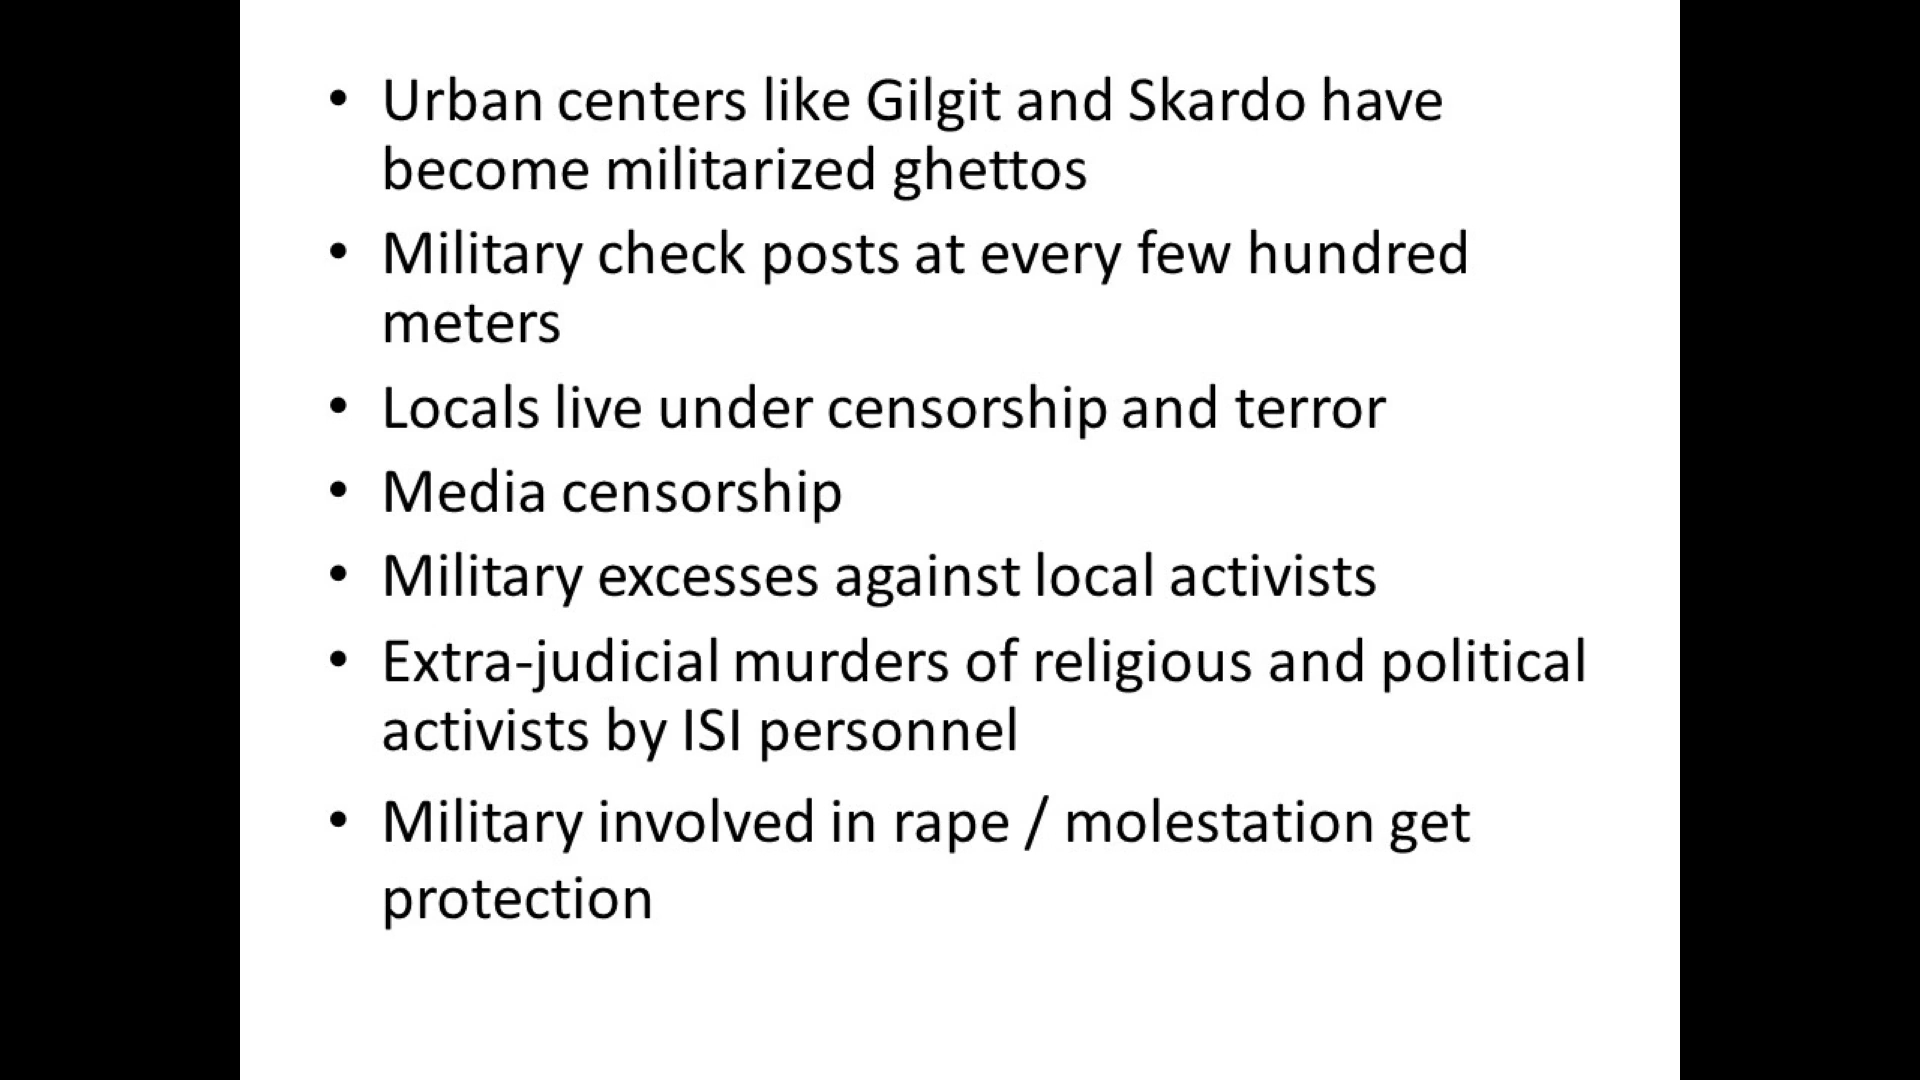 • Urban centers like Gilgit and Skardo have
become militarized ghettos
• Military check posts at every few hundred
meters
• Locals live under censorship and terror
• Media censorship
• Military excesses against local activists
• Extra-judicial murders of religious and political
activists by ISI personnel
• Military involved in rape / molestation get
protection